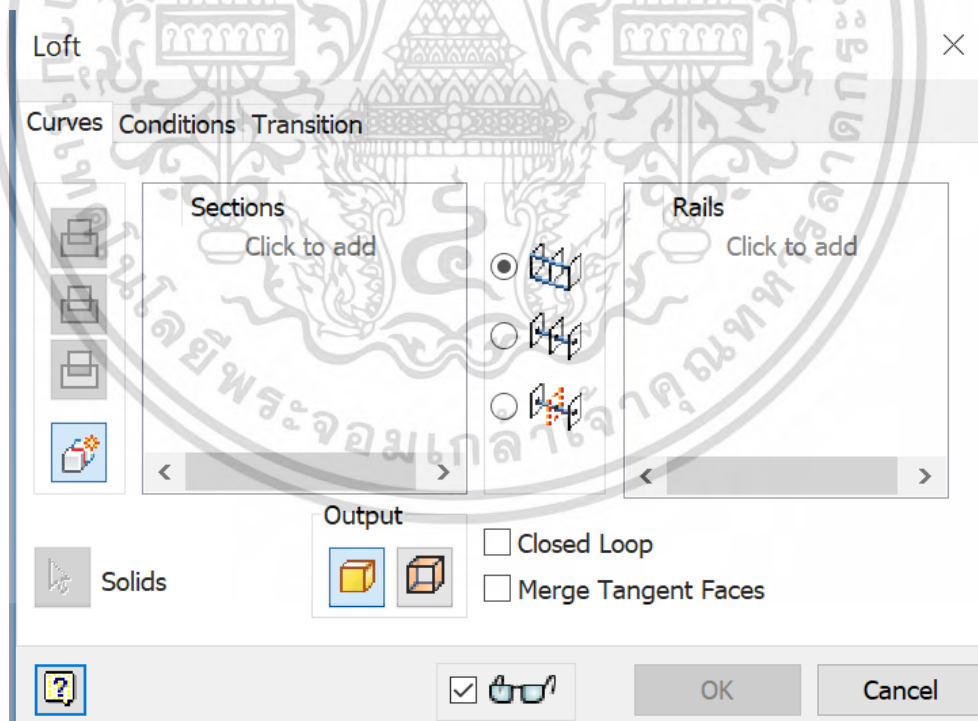 Loft
Curves Conditions Transition
Sections
Click to add
Rails
Click to add
Output
Closed Loop
Solids
Merge Tangent Faces
OK
Cancel